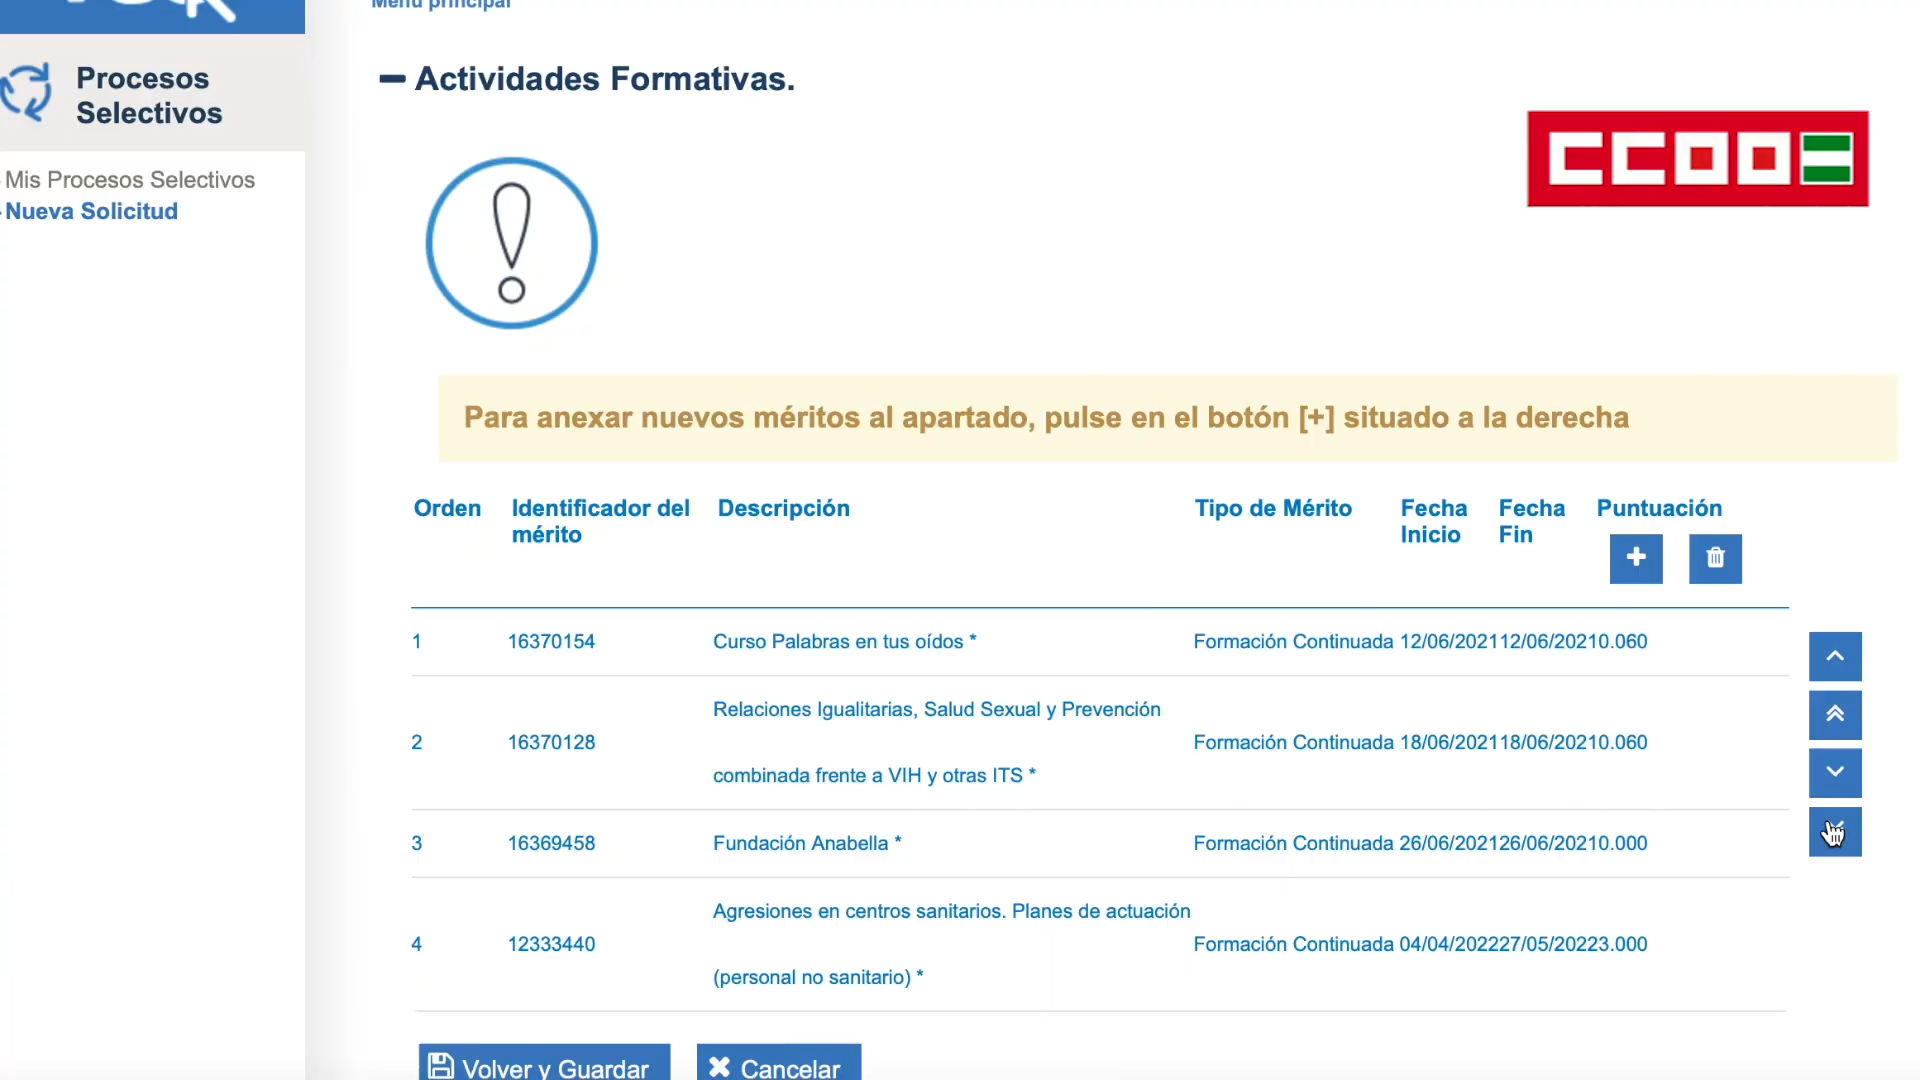 Menú principal
Procesos
Selectivos
Mis Procesos Selectivos
Nueva Solicitud
Actividades Formativas.
CCOO
Para anexar nuevos méritos al apartado, pulse en el botón [+] situado a la derecha
Orden Identificador del mérito Descripción Tipo de Mérito Fecha Inicio Fecha Fin Puntuación
1 16370154 Curso Palabras en tus oídos * Formación Continuada 12/06/202112/06/20210.060
Relaciones Igualitarias, Salud Sexual y Prevención
2 16370128 Formación Continuada 18/06/202118/06/20210.060
combinada frente a VIH y otras ITS *
3 16369458 Fundación Anabella * Formación Continuada 26/06/202126/06/20210.000
Agresiones en centros sanitarios. Planes de actuación
4 12333440 Formación Continuada 04/04/202227/05/20223.000
(personal no sanitario) *
Volver y Guardar Cancelar